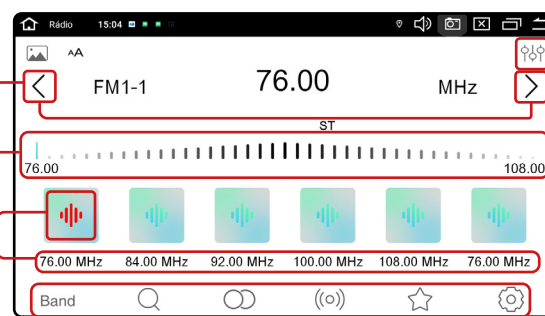 Rádio 15:04
AA
FM1-1 76.00 MHz
ST
76.00 108.00
76.00 MHz 84.00 MHz 92.00 MHz 100.00 MHz 108.00 MHz 76.00 MHz
Band